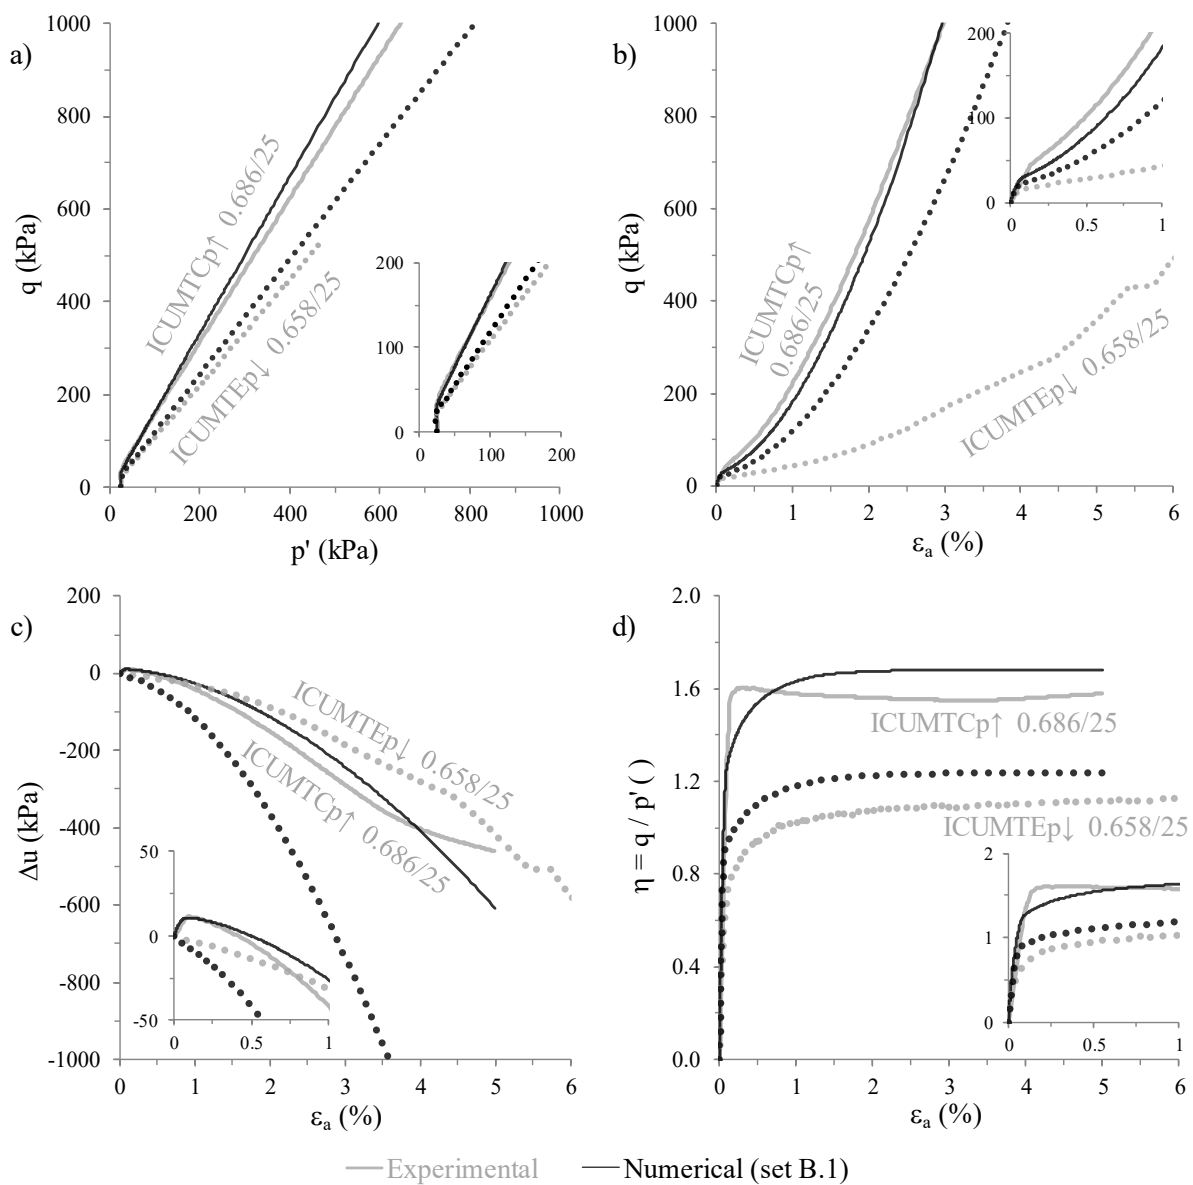 a)
1000
800
600
400
200
0
q (kPa)
ICUMTCp↑ 0.686/25
ICUMTEp↓ 0.658/25
200
100
0
0 100 200
0 200 400 600 800 1000
p' (kPa)
b)
1000
800
600
400
200
0
q (kPa)
ICUMTCp↑
0.686/25
ICUMTEp↓ 0.658/25
200
100
0
0 0.5 1
0 1 2 3 4 5 6
εa (%)
c)
200
0
-200
-400
-600
-800
-1000
Δu (kPa)
ICUMTEp↓ 0.658/25
ICUMTCp↑ 0.686/25
50
0
-50
0 0.5 1
0 1 2 3 4 5 6
εa (%)
d)
2.0
1.6
1.2
0.8
0.4
0.0
η = q / p' ( )
ICUMTCp↑ 0.686/25
ICUMTEp↓ 0.658/25
2
1
0
0 0.5 1
0 1 2 3 4 5 6
εa (%)
Experimental Numerical (set B.1)